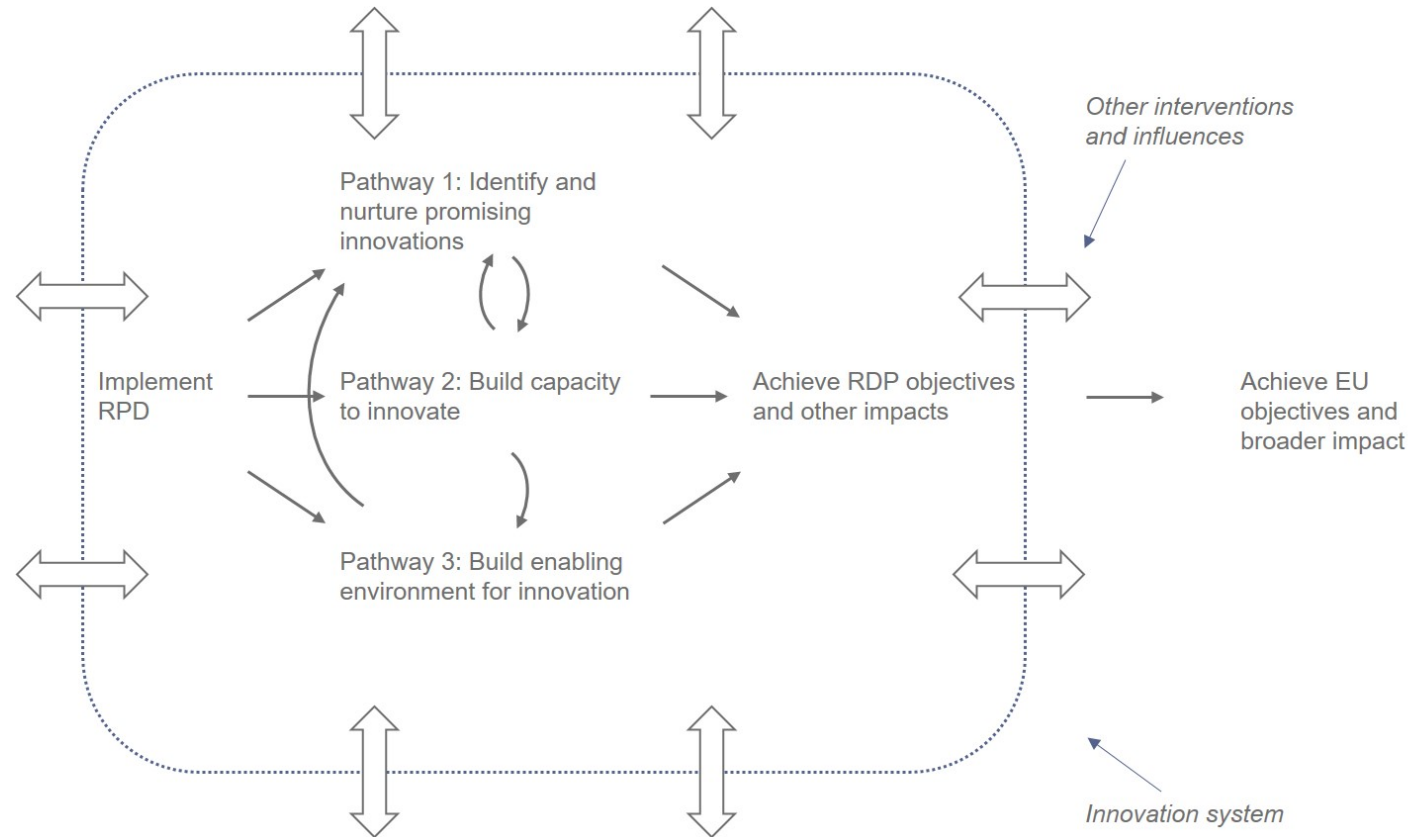 Other interventions
and influences
Pathway 1: Identify and
nurture promising
innovations
Implement
RPD
Pathway 2: Build capacity
to innovate
Achieve RDP objectives
and other impacts
Achieve EU
objectives and
broader impact
Pathway 3: Build enabling
environment for innovation
Innovation system